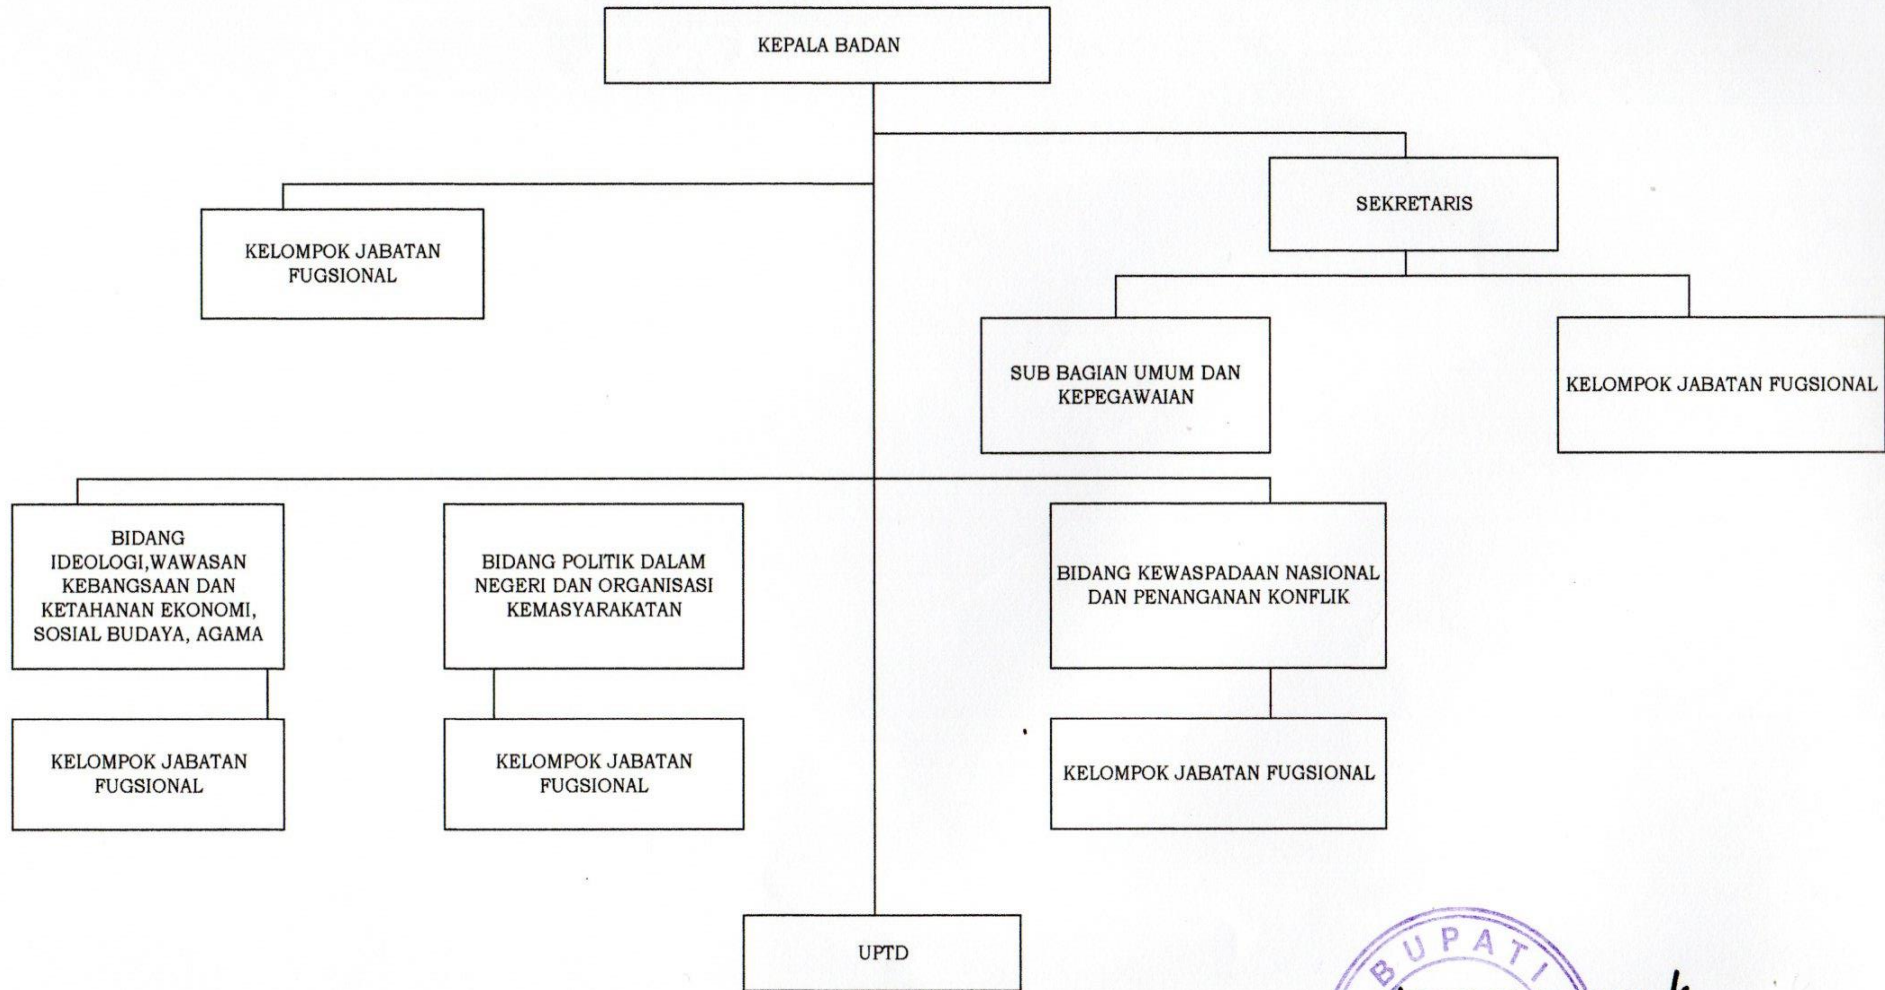 KEPALA BADAN
SEKRETARIS
KELOMPOK JABATAN
FUGSIONAL
SUB BAGIAN UMUM DAN
KEPEGAWAIAN
KELOMPOK JABATAN FUGSIONAL
BIDANG
IDEOLOGI,WAWASAN
KEBANGSAAN DAN
KETAHANAN EKONOMI,
SOSIAL BUDAYA, AGAMA
BIDANG POLITIK DALAM
NEGERI DAN ORGANISASI
KEMASYARAKATAN
BIDANG KEWASPADAAN NASIONAL
DAN PENANGANAN KONFLIK
KELOMPOK JABATAN
FUGSIONAL
KELOMPOK JABATAN
FUGSIONAL
KELOMPOK JABATAN FUGSIONAL
UPTD
BUPATI